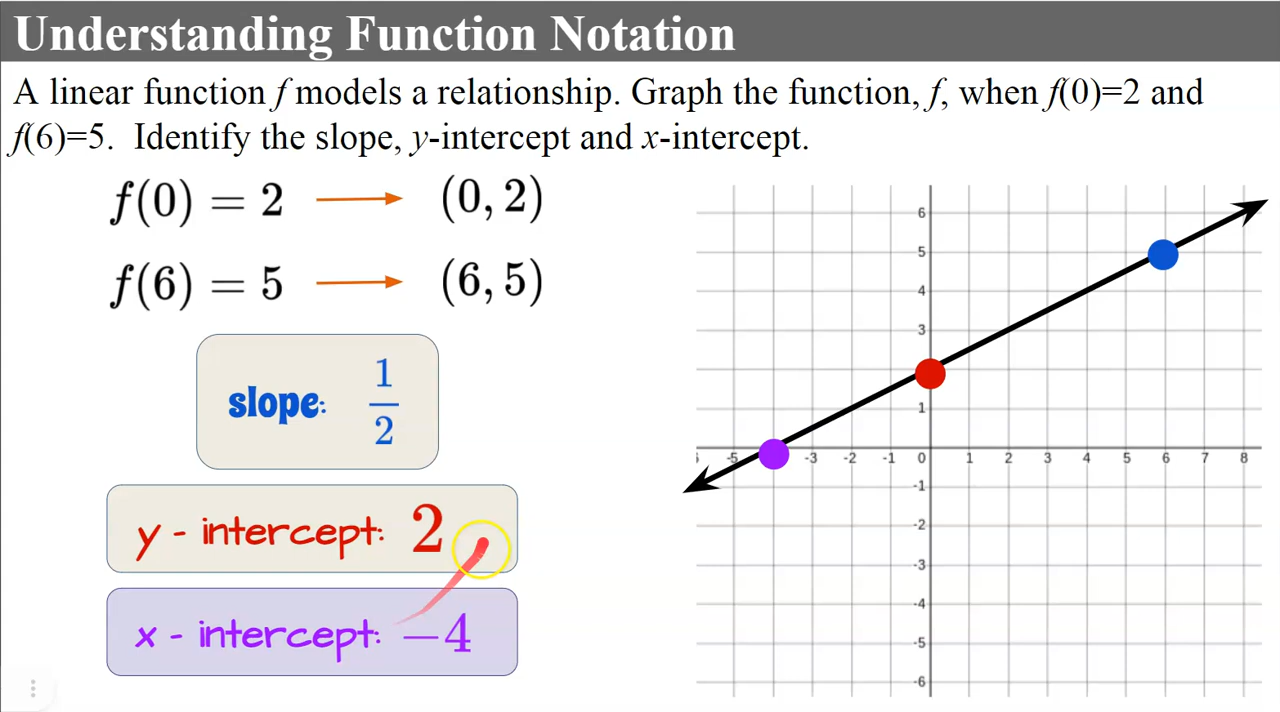 Understanding Function Notation
A linear function f models a relationship. Graph the function, f, when f(0)=2 and
f(6)=5. Identify the slope, y-intercept and x-intercept.
f(0) = 2 → (0, 2)
f(6) = 5 → (6, 5)
slope: 1/2
y - intercept: 2
x - intercept: −4
6
5
4
3
1
-5 -3 -2 -1 0 1 2 3 4 5 6 7 8
-1
-2
-3
-4
-5
-6